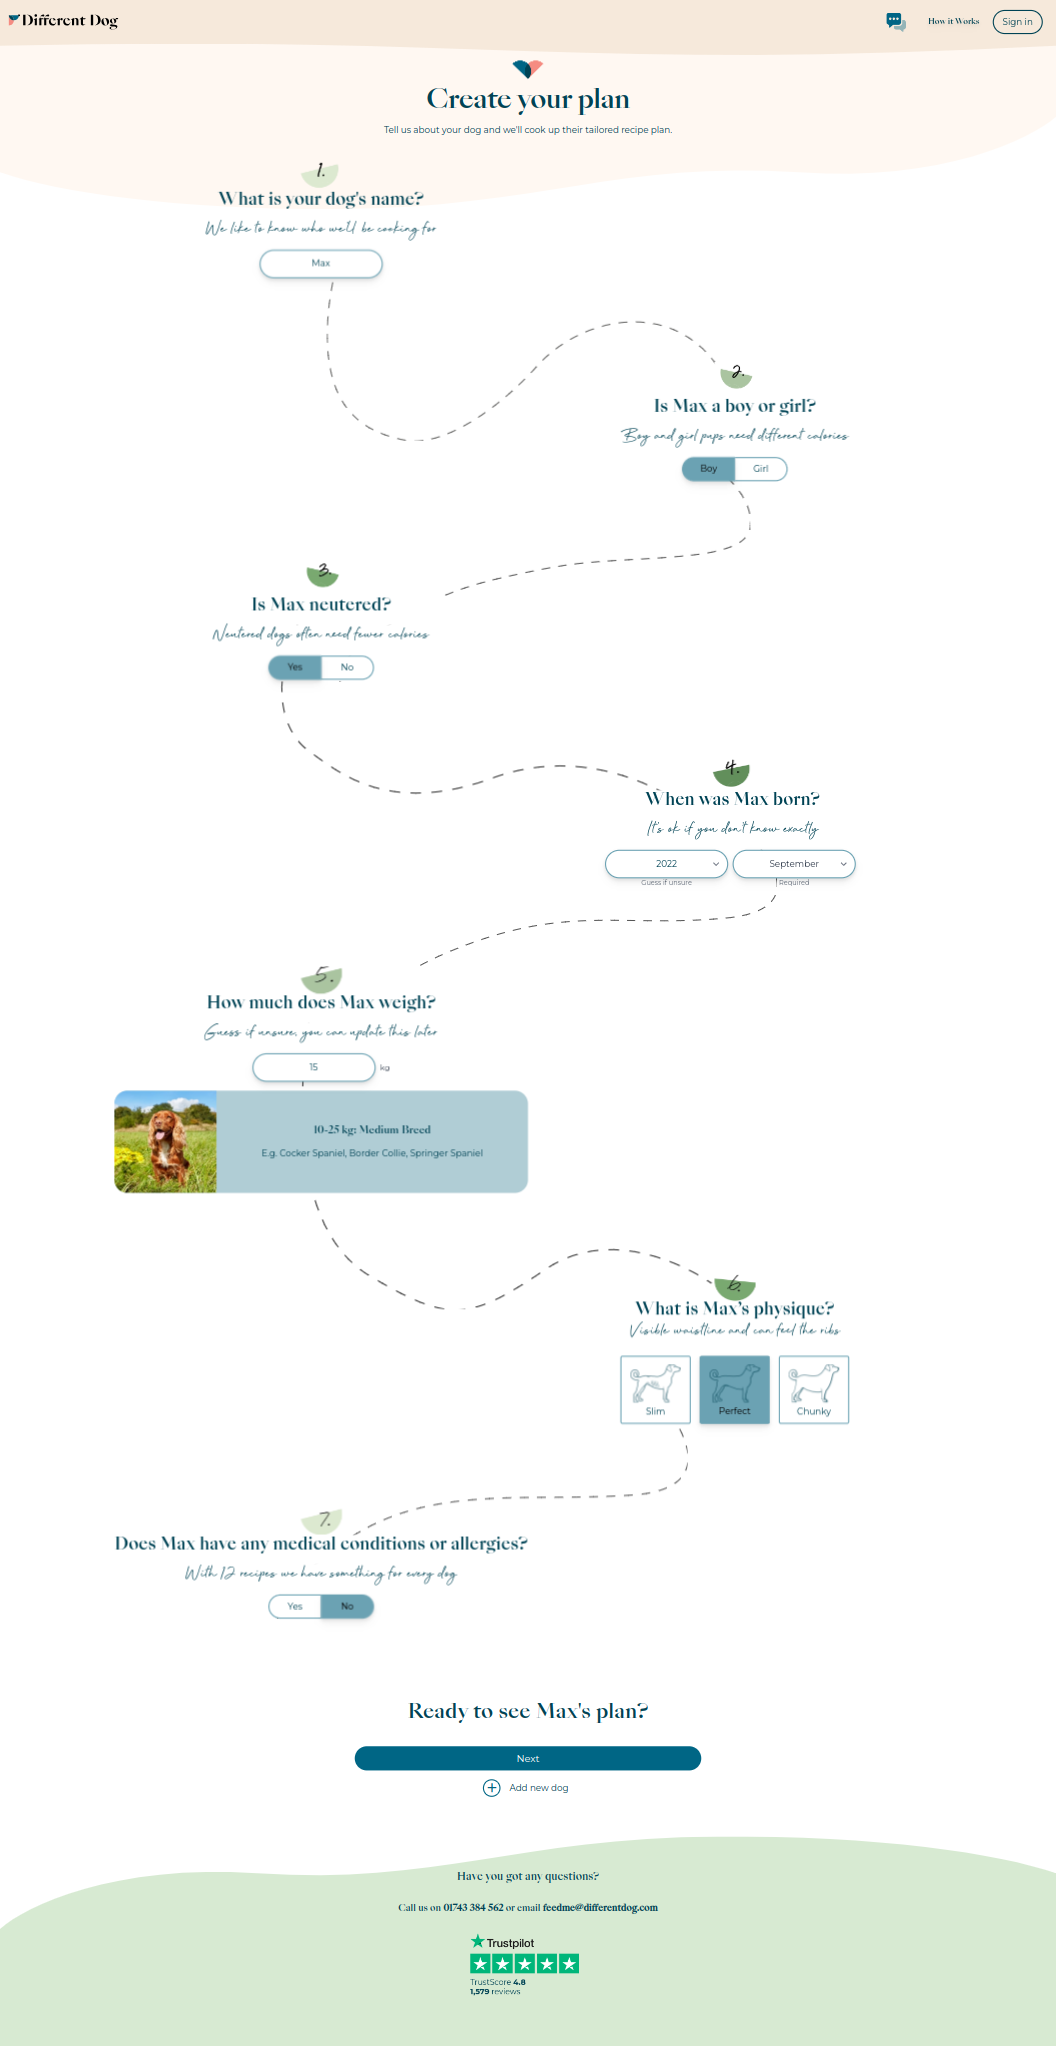 Different Dog
How it Works
Sign in
Create your plan
Tell us about your dog and we'll cook up their tailored recipe plan.
1.
What is your dog's name?
We like to know who we'll be cooking for
Max
2.
Is Max a boy or girl?
Boy and girl pups need different calories
Boy Girl
3.
Is Max neutered?
Neutered dogs often need fewer calories
Yes No
4.
When was Max born?
It's ok if you don't know exactly
2022 September
Guess if unsure Required
5.
How much does Max weigh?
Guess if unsure, you can update this later
15 kg
10-25 kg: Medium Breed
E.g. Cocker Spaniel, Border Collie, Springer Spaniel
6.
What is Max's physique?
Visible waistline and can feel the ribs
Slim Perfect Chunky
7.
Does Max have any medical conditions or allergies?
With 12 recipes we have something for every dog
Yes No
Ready to see Max's plan?
Next
Add new dog
Have you got any questions?
Call us on 01743 384 562 or email feedme@differentdog.com
Trustpilot
TrustScore 4.8
1,579 reviews